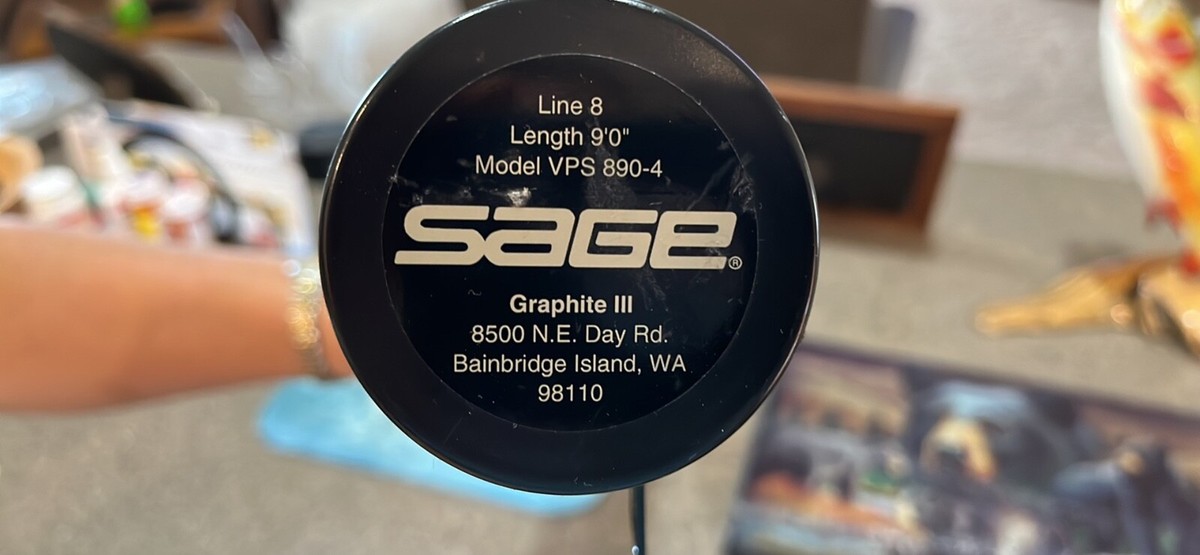 Line 8
Length 9'0"
Model VPS 890-4
SAGE®
Graphite III
8500 N.E. Day Rd.
Bainbridge Island, WA
98110